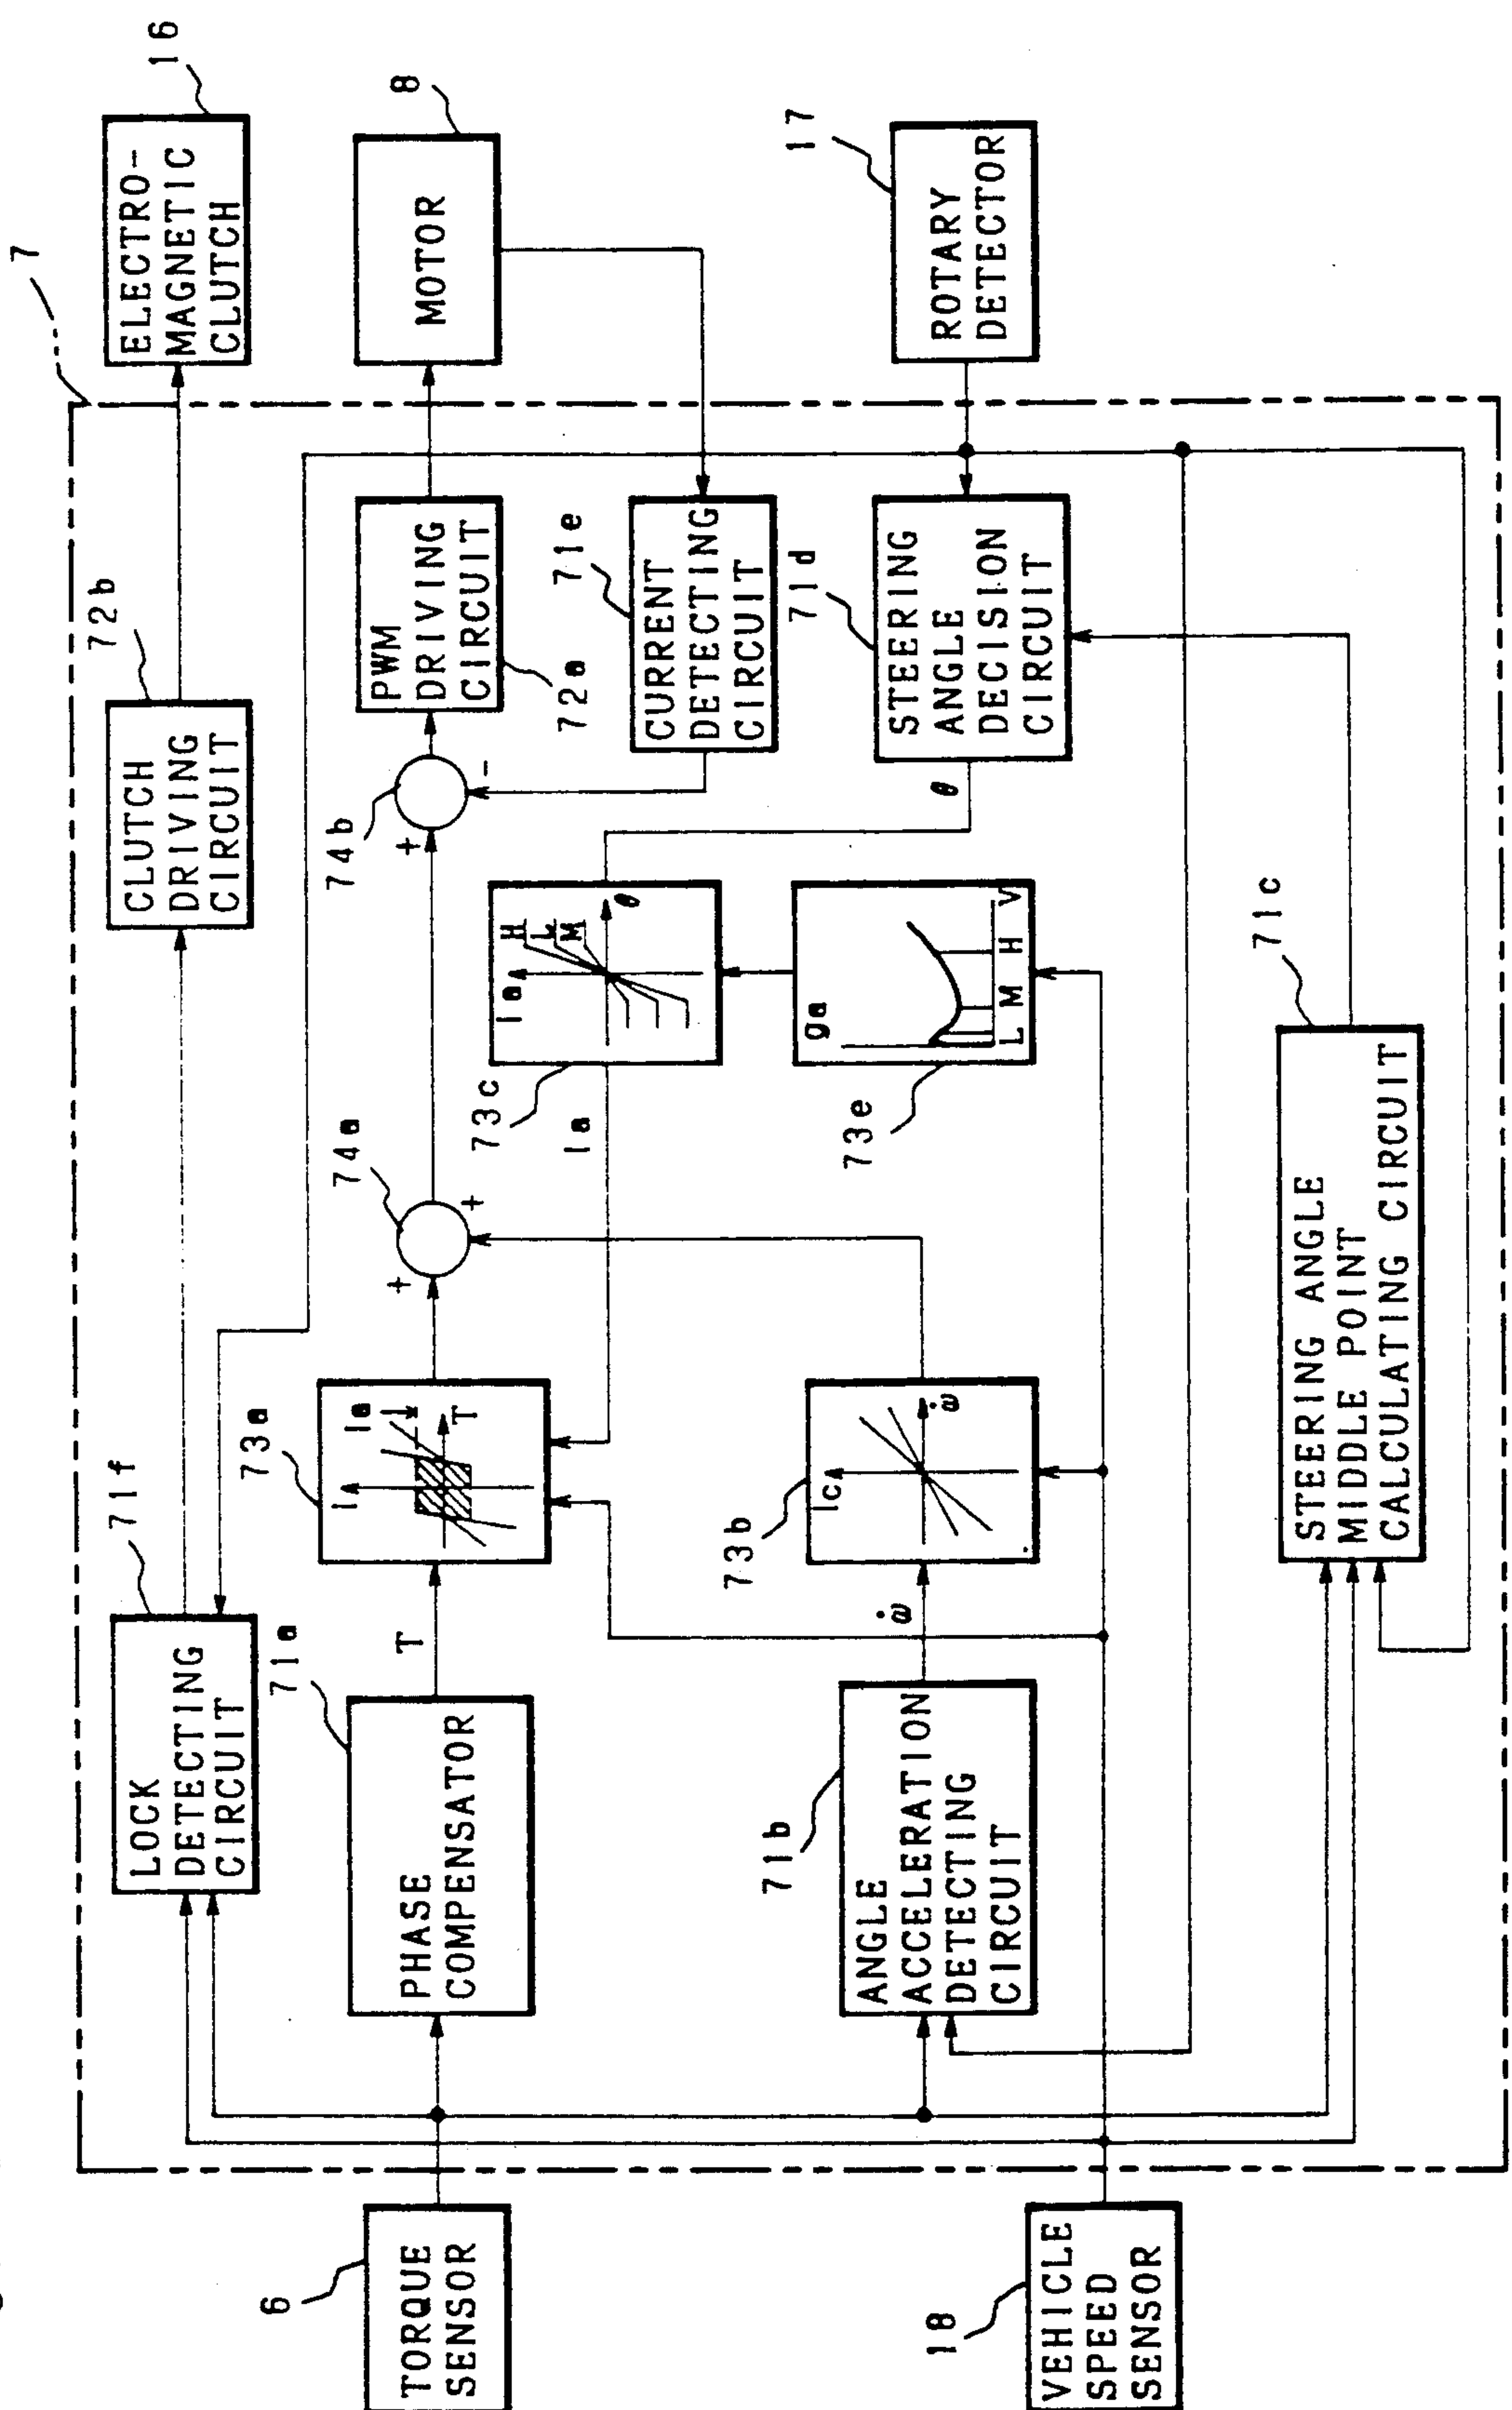 7
ELECTRO-
MAGNETIC
CLUTCH
16
CLUTCH
DRIVING
CIRCUIT
72b
LOCK
DETECTING
CIRCUIT
71f
TORQUE
SENSOR
6
PHASE
COMPENSATOR
71a
T
I
Ia
T
73a
+
+
74a
+
-
74b
PWM
DRIVING
CIRCUIT
72a
MOTOR
8
CURRENT
DETECTING
CIRCUIT
71e
Ia
Ia
H
L
M
θ
73c
θ
ga
L M H V
73e
STEERING
ANGLE
DECISION
CIRCUIT
71d
ROTARY
DETECTOR
17
ANGLE
ACCELERATION
DETECTING
CIRCUIT
71b
ω̇
Ic
ω̇
73b
VEHICLE
SPEED
SENSOR
18
STEERING ANGLE
MIDDLE POINT
CALCULATING CIRCUIT
71c